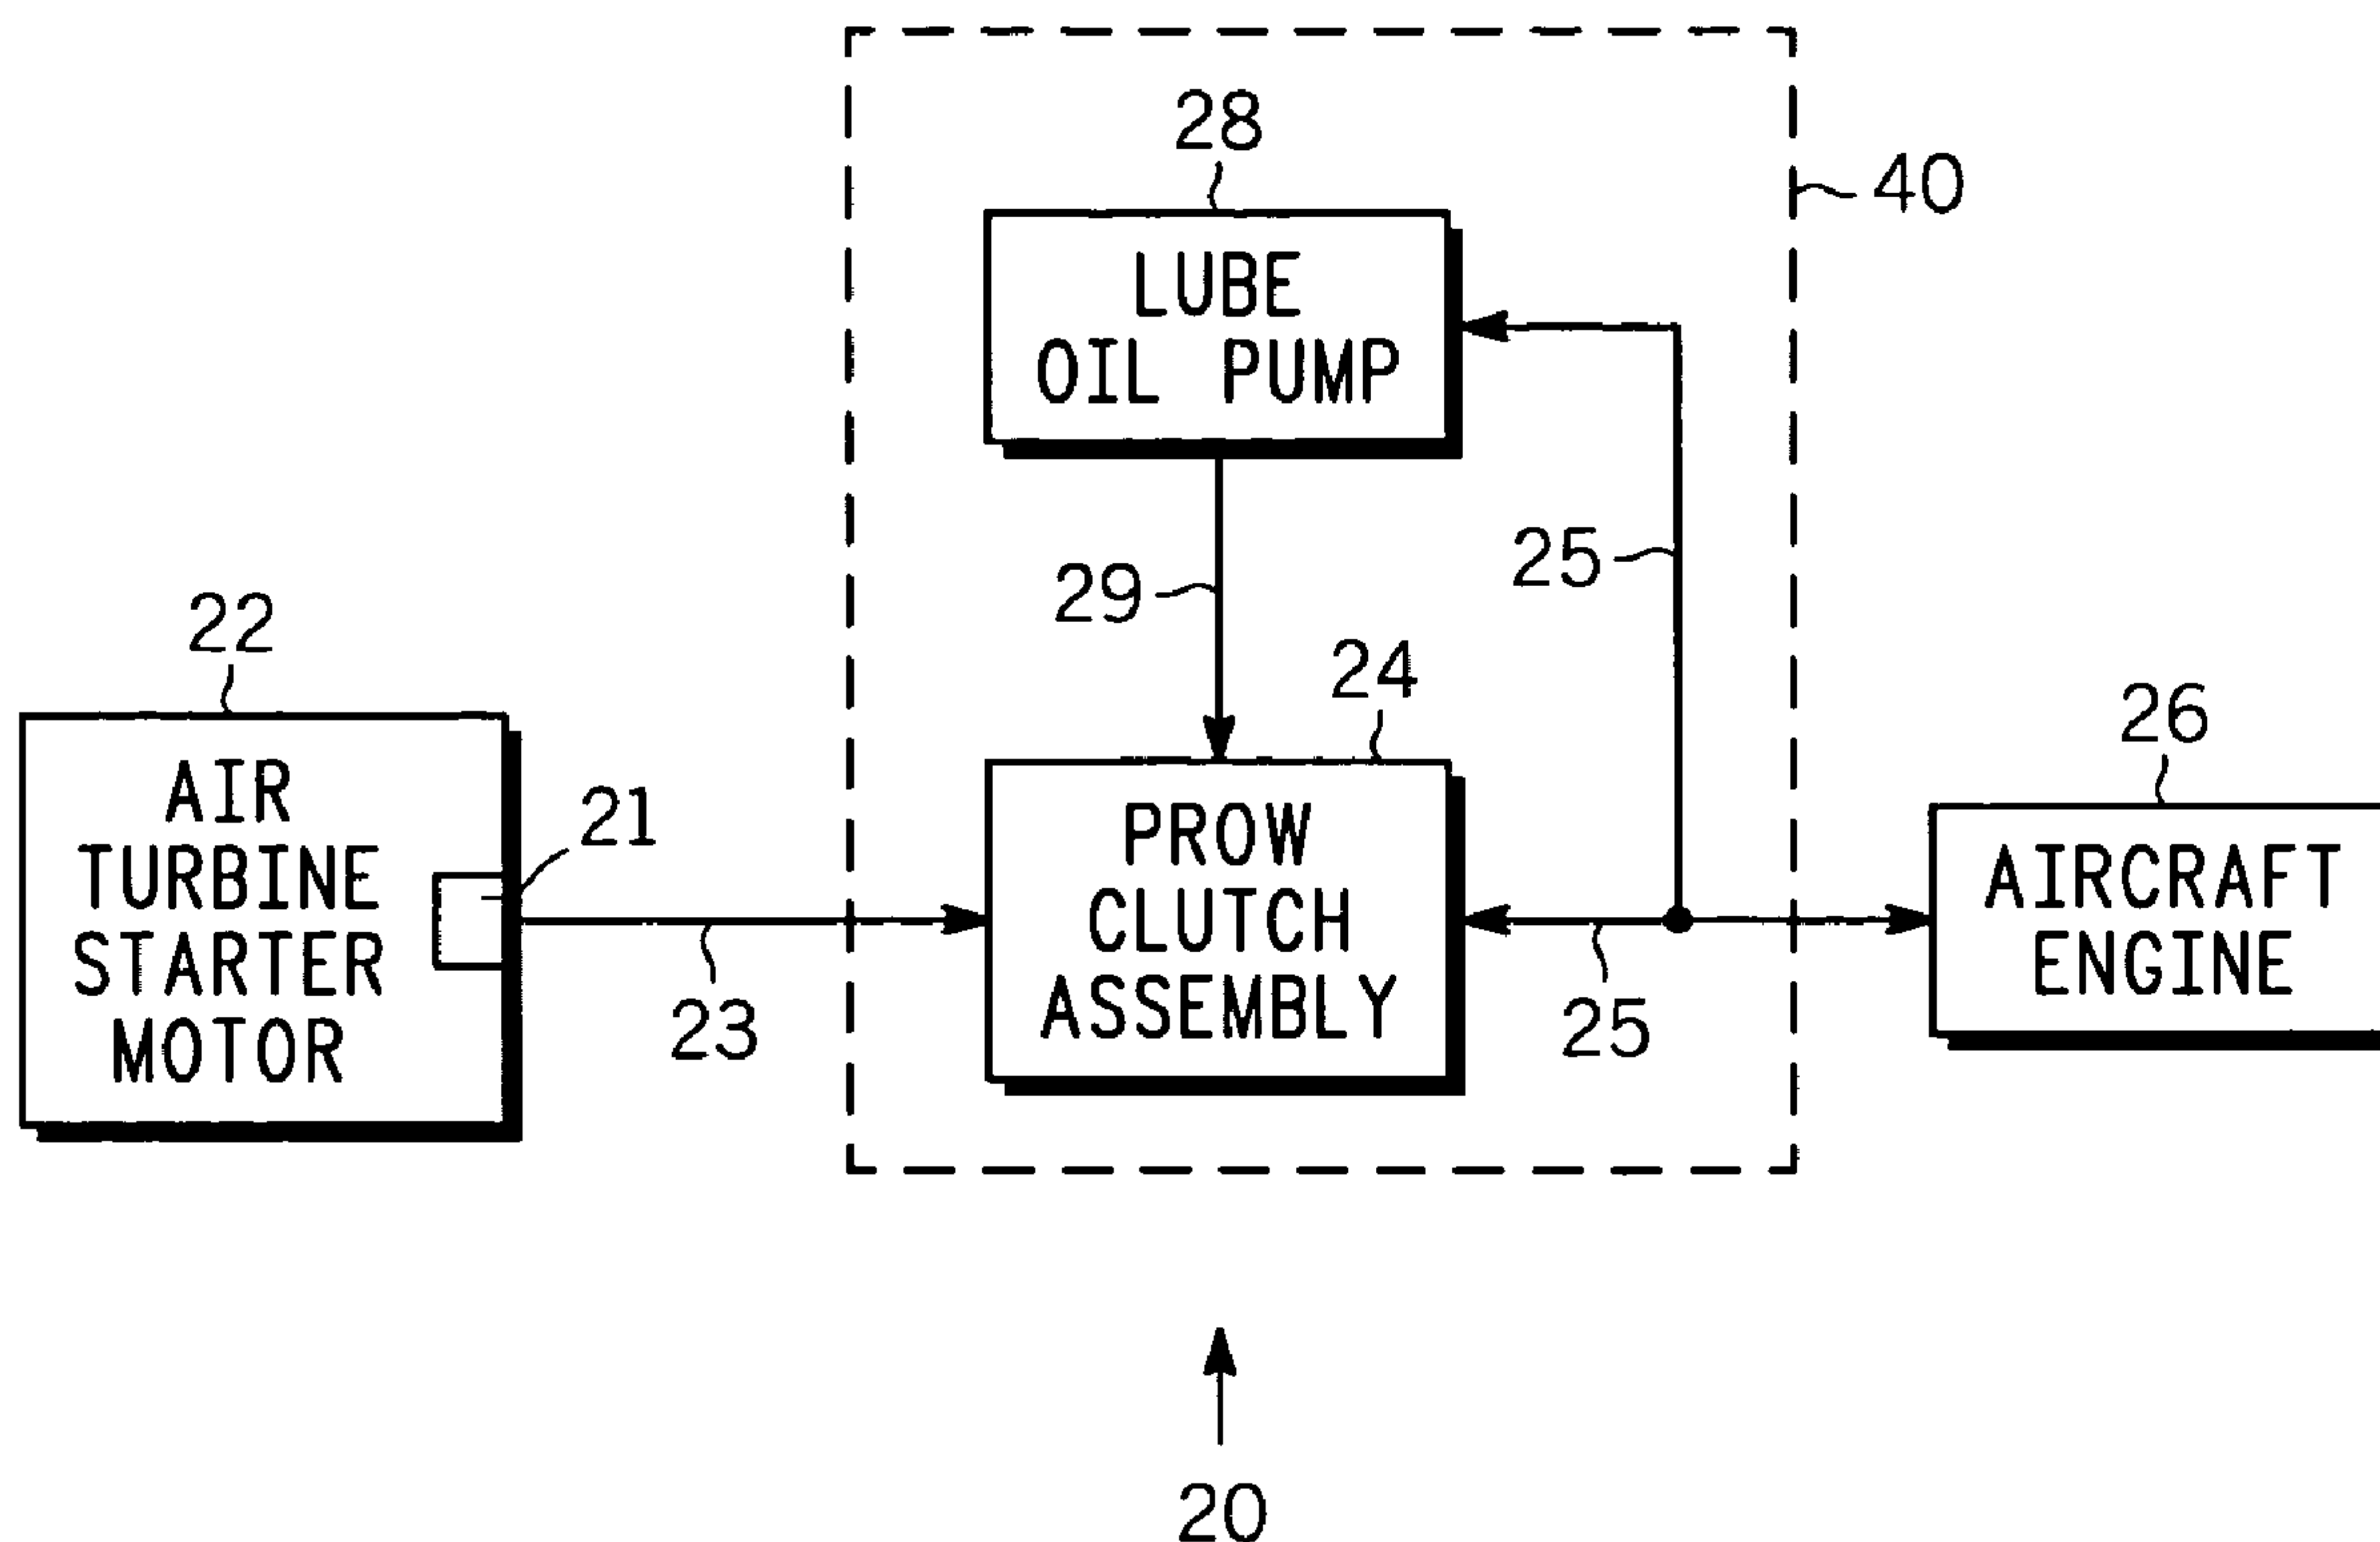 28
40
LUBE
OIL PUMP
25
29
22
24
26
AIR
TURBINE
STARTER
MOTOR
21
PROW
CLUTCH
ASSEMBLY
AIRCRAFT
ENGINE
23
25
20